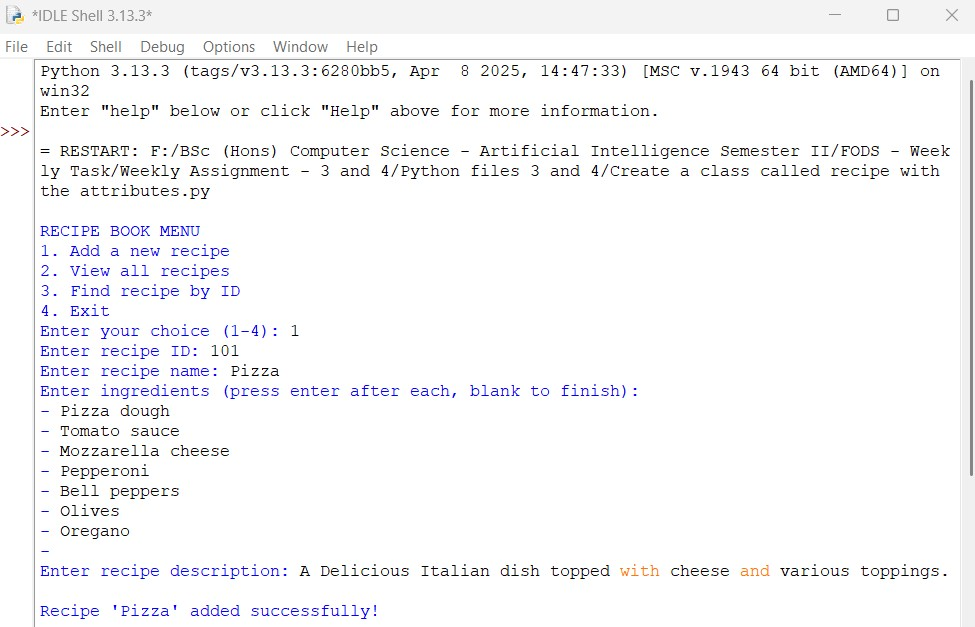 *IDLE Shell 3.13.3*
File Edit Shell Debug Options Window Help
Python 3.13.3 (tags/v3.13.3:6280bb5, Apr  8 2025, 14:47:33) [MSC v.1943 64 bit (AMD64)] on
win32
Enter "help" below or click "Help" above for more information.
>>>
= RESTART: F:/BSc (Hons) Computer Science - Artificial Intelligence Semester II/FODS - Week
ly Task/Weekly Assignment - 3 and 4/Python files 3 and 4/Create a class called recipe with
the attributes.py
RECIPE BOOK MENU
1. Add a new recipe
2. View all recipes
3. Find recipe by ID
4. Exit
Enter your choice (1-4): 1
Enter recipe ID: 101
Enter recipe name: Pizza
Enter ingredients (press enter after each, blank to finish):
- Pizza dough
- Tomato sauce
- Mozzarella cheese
- Pepperoni
- Bell peppers
- Olives
- Oregano
-
Enter recipe description: A Delicious Italian dish topped with cheese and various toppings.
Recipe 'Pizza' added successfully!